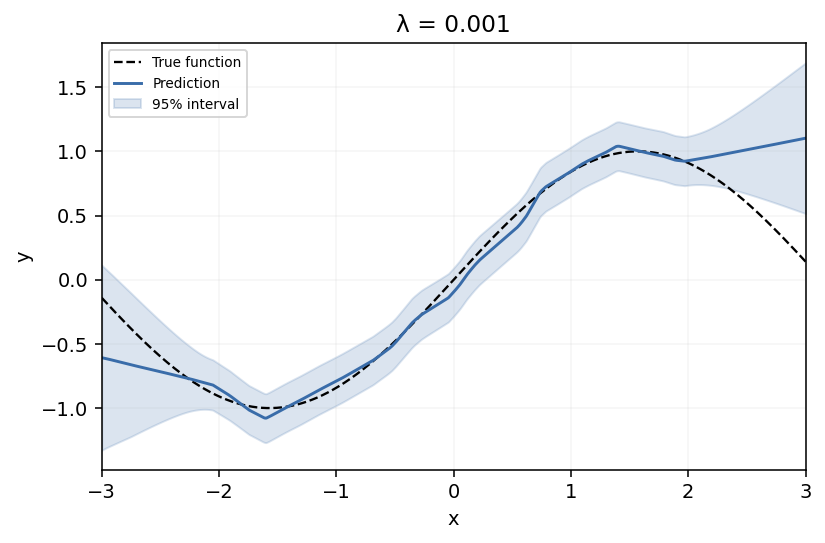 λ = 0.001
True function
Prediction
95% interval
1.5
1.0
0.5
0.0
−0.5
−1.0
y
−3 −2 −1 0 1 2 3
x